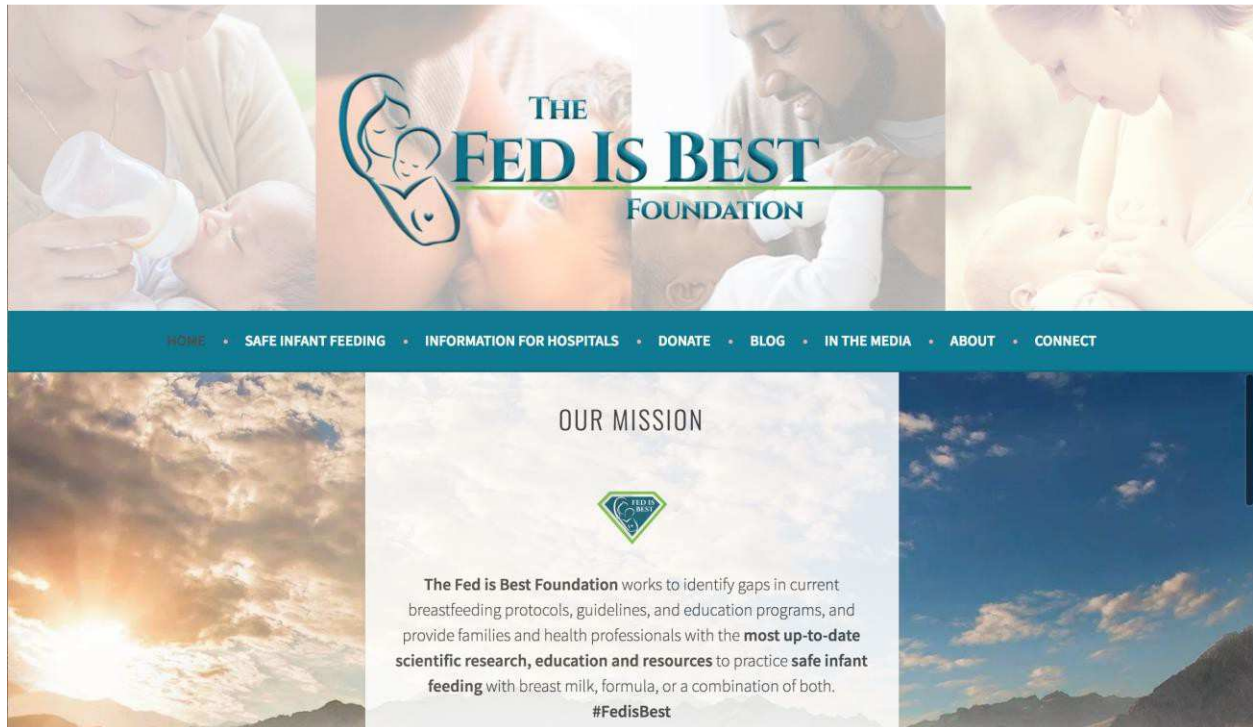 THE
FED IS BEST
FOUNDATION
HOME • SAFE INFANT FEEDING • INFORMATION FOR HOSPITALS • DONATE • BLOG • IN THE MEDIA • ABOUT • CONNECT
OUR MISSION
FED IS
BEST
The Fed is Best Foundation works to identify gaps in current
breastfeeding protocols, guidelines, and education programs, and
provide families and health professionals with the most up-to-date
scientific research, education and resources to practice safe infant
feeding with breast milk, formula, or a combination of both.
#FedisBest